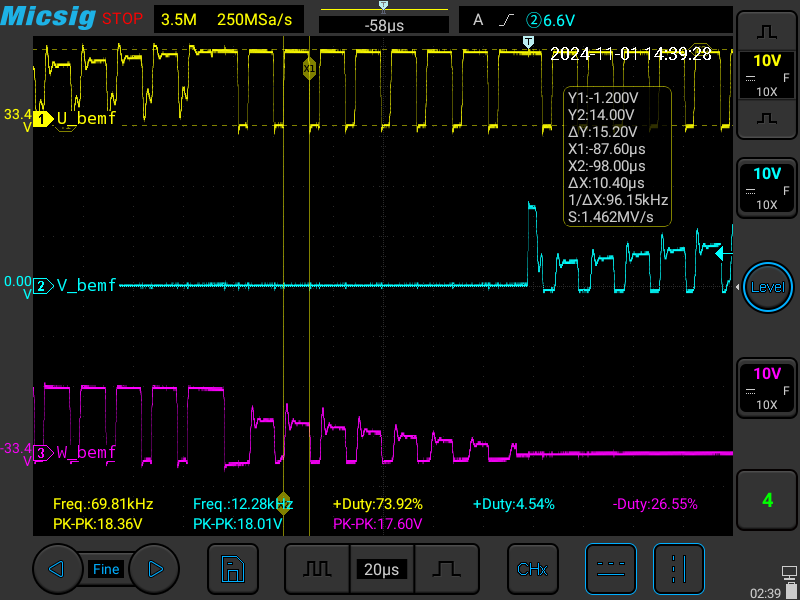 Micsig STOP 3.5M 250MSa/s -58µs A ②6.6V
T
T
2024-11-01 14:39:28
X1
10V
F
10X
33.4
V
1
U_bemf
Y1:-1.200V
Y2:14.00V
ΔY:15.20V
X1:-87.60µs
X2:-98.00µs
ΔX:10.40µs
1/ΔX:96.15kHz
S:1.462MV/s
10V
F
10X
0.00
V
2
V_bemf
Level
10V
F
10X
-33.4
V
3
W_bemf
Freq.:69.81kHz Freq.:12.28kHz +Duty:73.92% +Duty:4.54% -Duty:26.55%
PK-PK:18.36V PK-PK:18.01V PK-PK:17.60V
4
Fine 20µs CHx
02:39